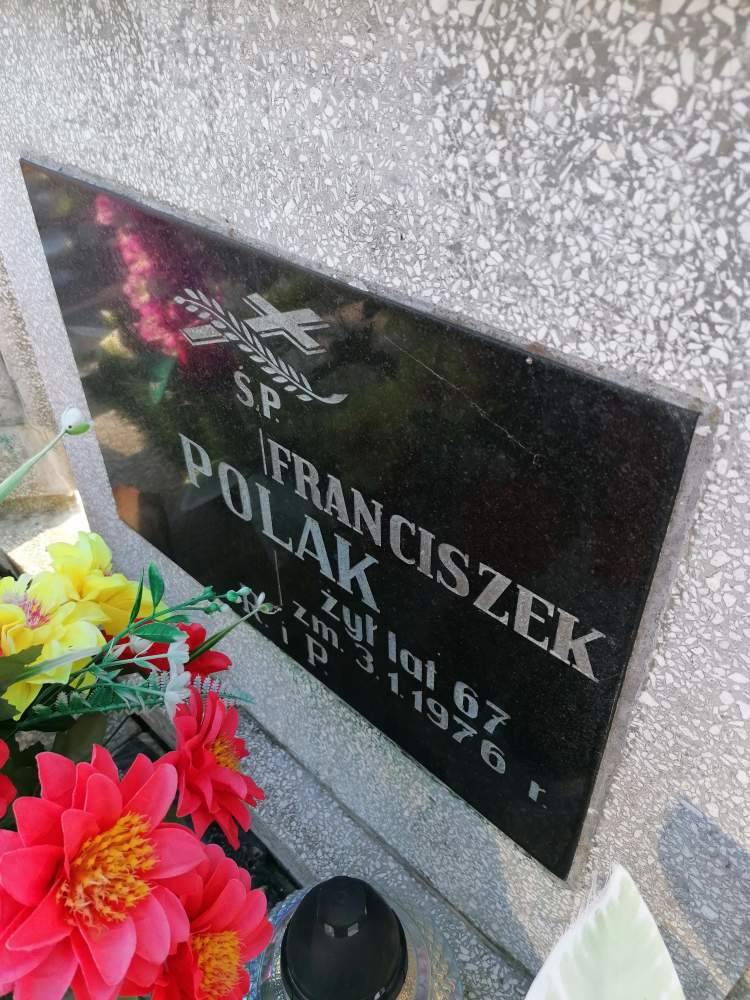 Ś.P.
FRANCISZEK
POLAK
żył lat 67
zm. 3.1.1976 r.
R. i P.